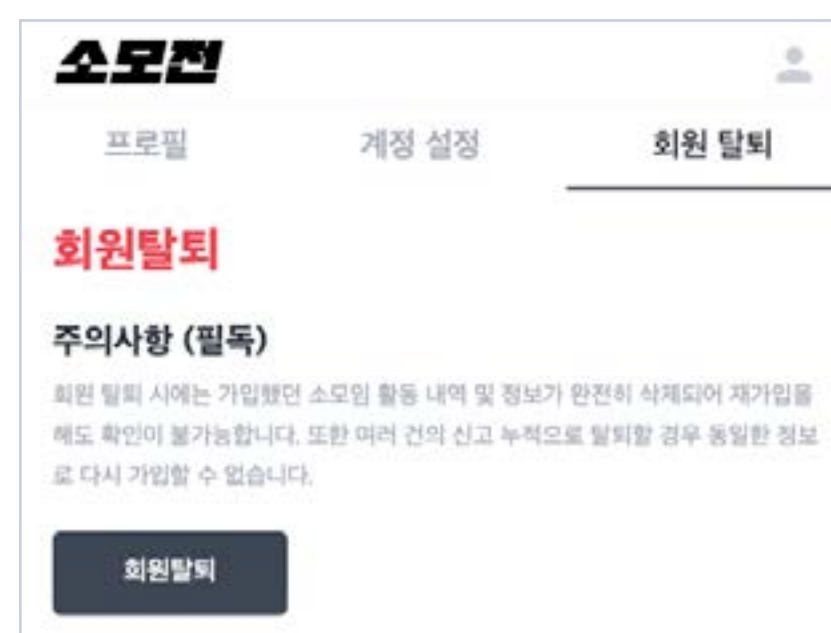 소모전
프로필 계정 설정 회원 탈퇴
회원탈퇴
주의사항 (필독)
회원 탈퇴 시에는 가입했던 소모임 활동 내역 및 정보가 완전히 삭제되어 재가입을
해도 확인이 불가능합니다. 또한 여러 건의 신고 누적으로 탈퇴할 경우 동일한 정보
로 다시 가입할 수 없습니다.
회원탈퇴